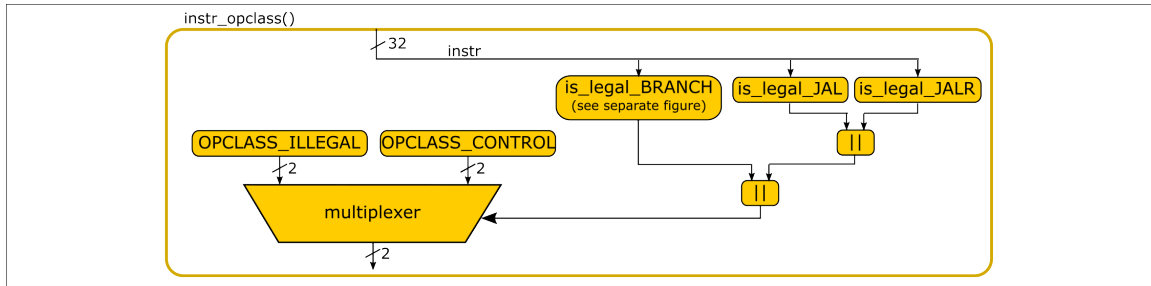 instr_opclass()
32
instr
is_legal_BRANCH
(see separate figure)
is_legal_JAL
is_legal_JALR
||
OPCLASS_ILLEGAL
OPCLASS_CONTROL
2
2
||
multiplexer
2